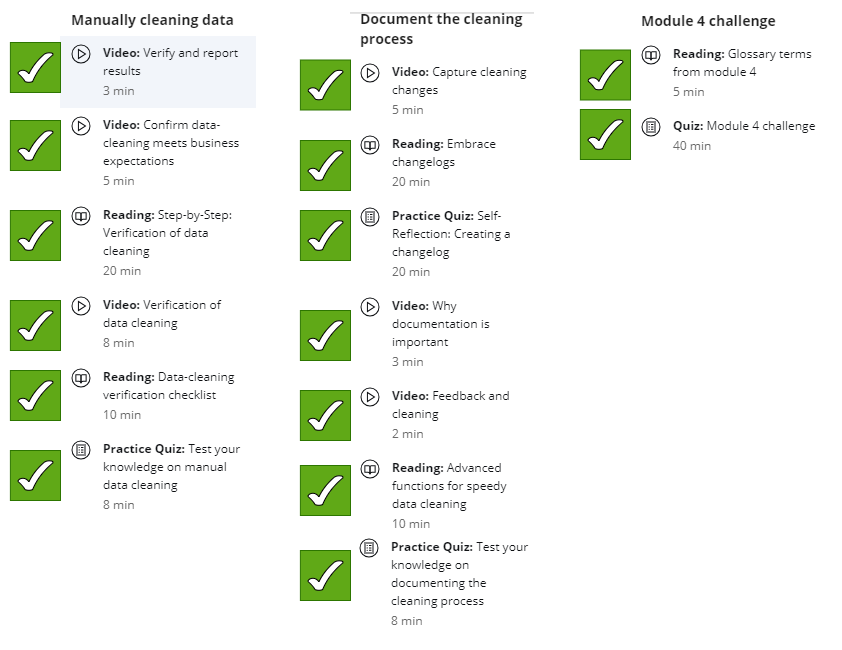 Manually cleaning data
Video: Verify and report
results
3 min
Video: Confirm data-
cleaning meets business
expectations
5 min
Reading: Step-by-Step:
Verification of data
cleaning
20 min
Video: Verification of
data cleaning
8 min
Reading: Data-cleaning
verification checklist
10 min
Practice Quiz: Test your
knowledge on manual
data cleaning
8 min
Document the cleaning
process
Video: Capture cleaning
changes
5 min
Reading: Embrace
changelogs
20 min
Practice Quiz: Self-
Reflection: Creating a
changelog
20 min
Video: Why
documentation is
important
3 min
Video: Feedback and
cleaning
2 min
Reading: Advanced
functions for speedy
data cleaning
10 min
Practice Quiz: Test your
knowledge on
documenting the
cleaning process
8 min
Module 4 challenge
Reading: Glossary terms
from module 4
5 min
Quiz: Module 4 challenge
40 min